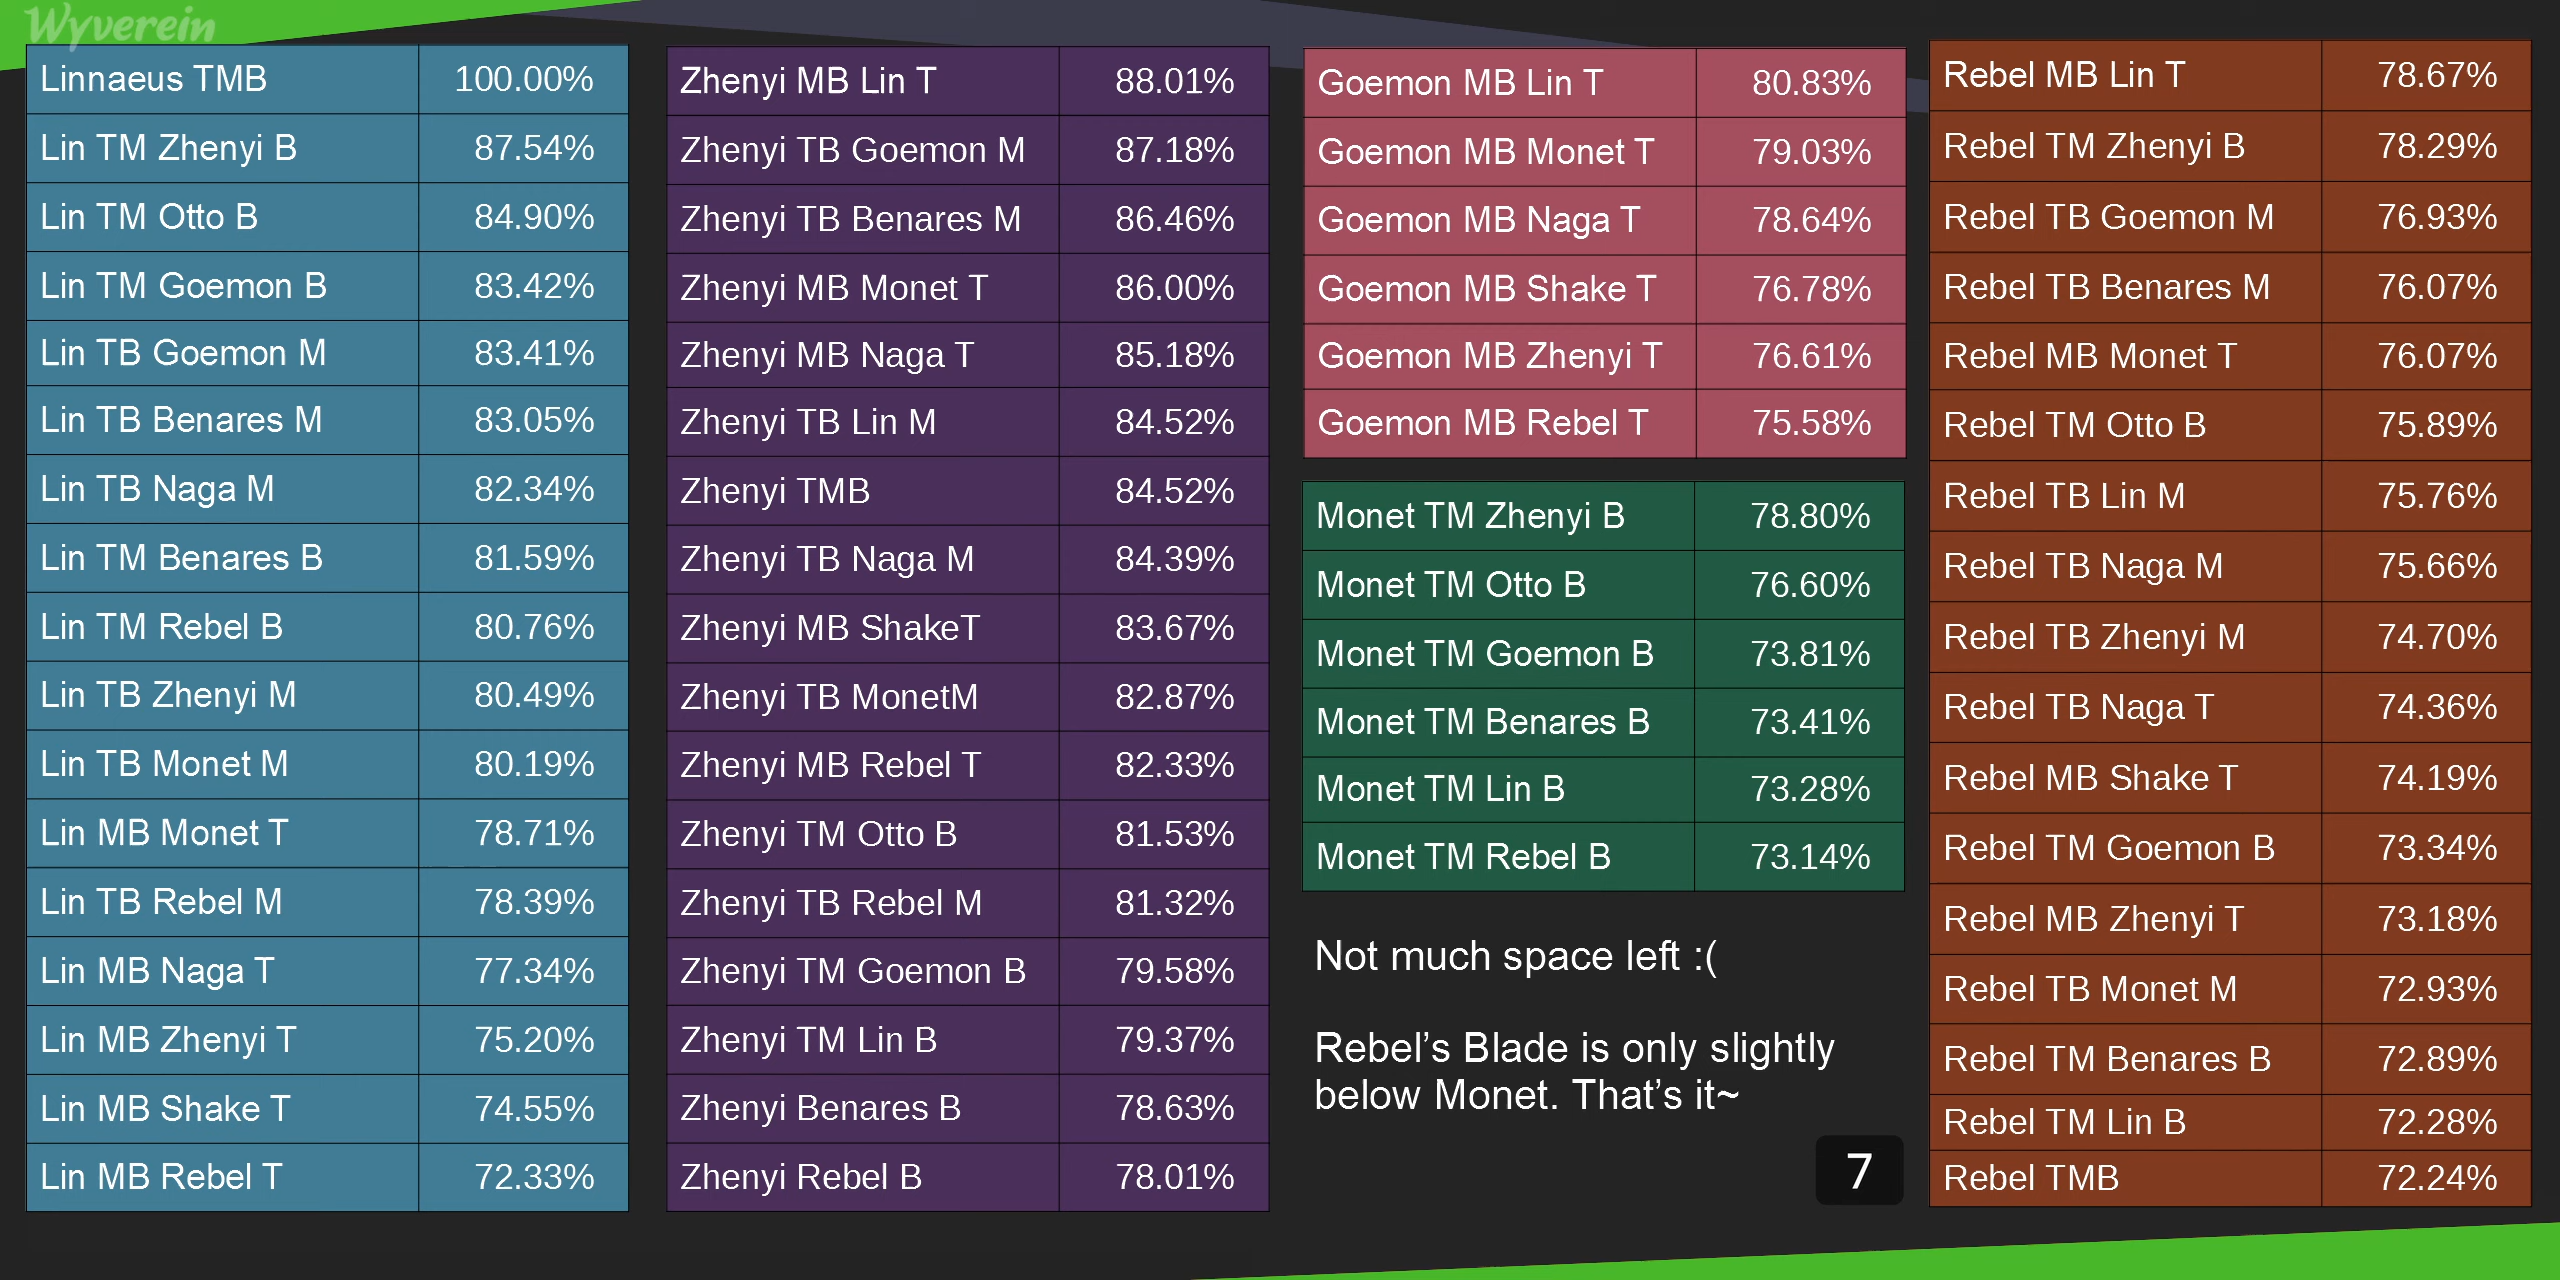 Wyverein
Linnaeus TMB 100.00%
Lin TM Zhenyi B 87.54%
Lin TM Otto B 84.90%
Lin TM Goemon B 83.42%
Lin TB Goemon M 83.41%
Lin TB Benares M 83.05%
Lin TB Naga M 82.34%
Lin TM Benares B 81.59%
Lin TM Rebel B 80.76%
Lin TB Zhenyi M 80.49%
Lin TB Monet M 80.19%
Lin MB Monet T 78.71%
Lin TB Rebel M 78.39%
Lin MB Naga T 77.34%
Lin MB Zhenyi T 75.20%
Lin MB Shake T 74.55%
Lin MB Rebel T 72.33%
Zhenyi MB Lin T 88.01%
Zhenyi TB Goemon M 87.18%
Zhenyi TB Benares M 86.46%
Zhenyi MB Monet T 86.00%
Zhenyi MB Naga T 85.18%
Zhenyi TB Lin M 84.52%
Zhenyi TMB 84.52%
Zhenyi TB Naga M 84.39%
Zhenyi MB ShakeT 83.67%
Zhenyi TB MonetM 82.87%
Zhenyi MB Rebel T 82.33%
Zhenyi TM Otto B 81.53%
Zhenyi TB Rebel M 81.32%
Zhenyi TM Goemon B 79.58%
Zhenyi TM Lin B 79.37%
Zhenyi Benares B 78.63%
Zhenyi Rebel B 78.01%
Goemon MB Lin T 80.83%
Goemon MB Monet T 79.03%
Goemon MB Naga T 78.64%
Goemon MB Shake T 76.78%
Goemon MB Zhenyi T 76.61%
Goemon MB Rebel T 75.58%
Monet TM Zhenyi B 78.80%
Monet TM Otto B 76.60%
Monet TM Goemon B 73.81%
Monet TM Benares B 73.41%
Monet TM Lin B 73.28%
Monet TM Rebel B 73.14%
Not much space left :(
Rebel’s Blade is only slightly
below Monet. That’s it~
7
Rebel MB Lin T 78.67%
Rebel TM Zhenyi B 78.29%
Rebel TB Goemon M 76.93%
Rebel TB Benares M 76.07%
Rebel MB Monet T 76.07%
Rebel TM Otto B 75.89%
Rebel TB Lin M 75.76%
Rebel TB Naga M 75.66%
Rebel TB Zhenyi M 74.70%
Rebel TB Naga T 74.36%
Rebel MB Shake T 74.19%
Rebel TM Goemon B 73.34%
Rebel MB Zhenyi T 73.18%
Rebel TB Monet M 72.93%
Rebel TM Benares B 72.89%
Rebel TM Lin B 72.28%
Rebel TMB 72.24%